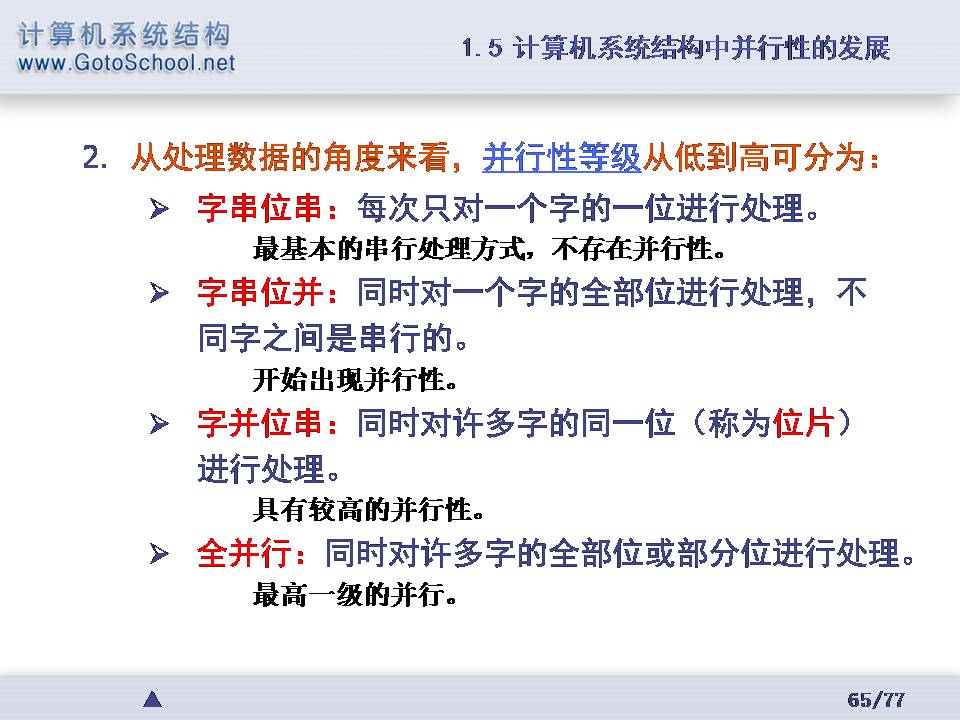 计算机系统结构
www.GotoSchool.net
1.5 计算机系统结构中并行性的发展
2. 从处理数据的角度来看，并行性等级从低到高可分为：
➢ 字串位串：每次只对一个字的一位进行处理。
最基本的串行处理方式，不存在并行性。
➢ 字串位并：同时对一个字的全部位进行处理，不
同字之间是串行的。
开始出现并行性。
➢ 字并位串：同时对许多字的同一位（称为位片）
进行处理。
具有较高的并行性。
➢ 全并行：同时对许多字的全部位或部分位进行处理。
最高一级的并行。
65/77